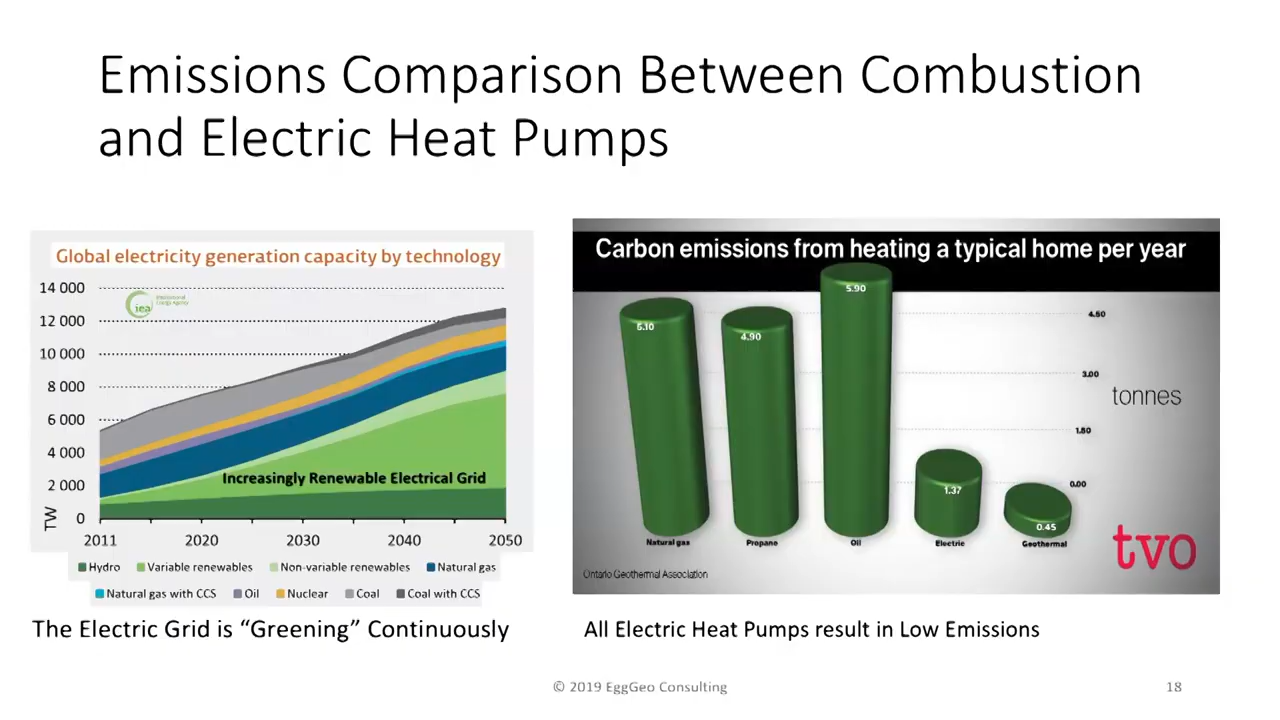 Emissions Comparison Between Combustion
and Electric Heat Pumps
Global electricity generation capacity by technology
14 000
iea
International
Energy Agency
12 000
10 000
8 000
6 000
4 000
2 000
0
TW
Increasingly Renewable Electrical Grid
2011 2020 2030 2040 2050
Hydro Variable renewables Non-variable renewables Natural gas
Natural gas with CCS Oil Nuclear Coal Coal with CCS
The Electric Grid is “Greening” Continuously
Carbon emissions from heating a typical home per year
5.90
6.10
4.90
4.50
3.00
tonnes
1.50
1.37
0.00
0.45
Natural gas Propane Oil Electric Geothermal
tvo
Ontario Geothermal Association
All Electric Heat Pumps result in Low Emissions
© 2019 EggGeo Consulting
18